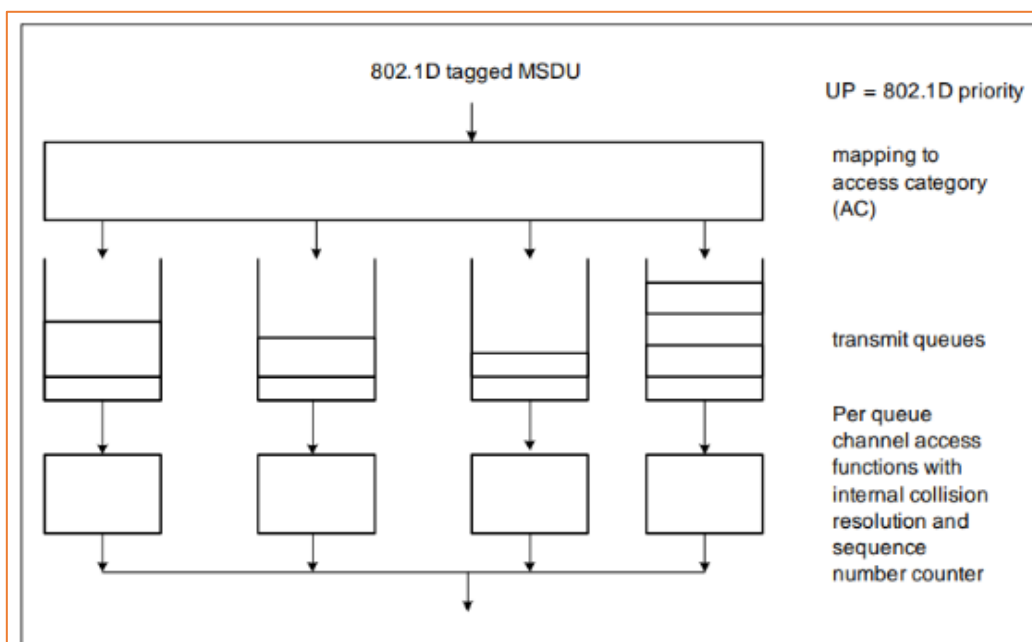 802.1D tagged MSDU
UP = 802.1D priority
mapping to
access category
(AC)
transmit queues
Per queue
channel access
functions with
internal collision
resolution and
sequence
number counter